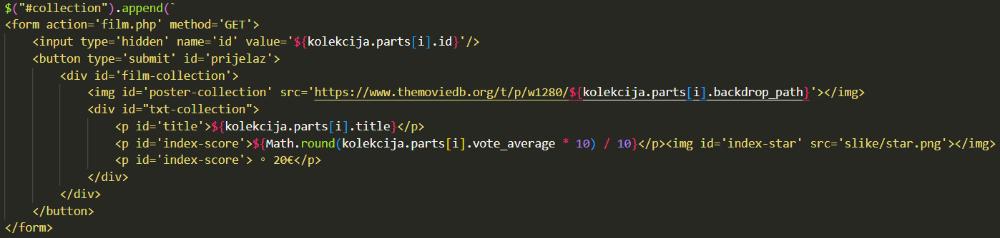 $("#collection").append(`
<form action='film.php' method='GET'>
    <input type='hidden' name='id' value='${kolekcija.parts[i].id}'/>
    <button type='submit' id='prijelaz'>
        <div id='film-collection'>
            <img id='poster-collection' src='https://www.themoviedb.org/t/p/w1280/${kolekcija.parts[i].backdrop_path}'></img>
            <div id="txt-collection">
                <p id='title'>${kolekcija.parts[i].title}</p>
                <p id='index-score'>${Math.round(kolekcija.parts[i].vote_average * 10) / 10}</p><img id='index-star' src='slike/star.png'></img>
                <p id='index-score'> ◦ 20€</p>
            </div>
        </div>
    </button>
</form>